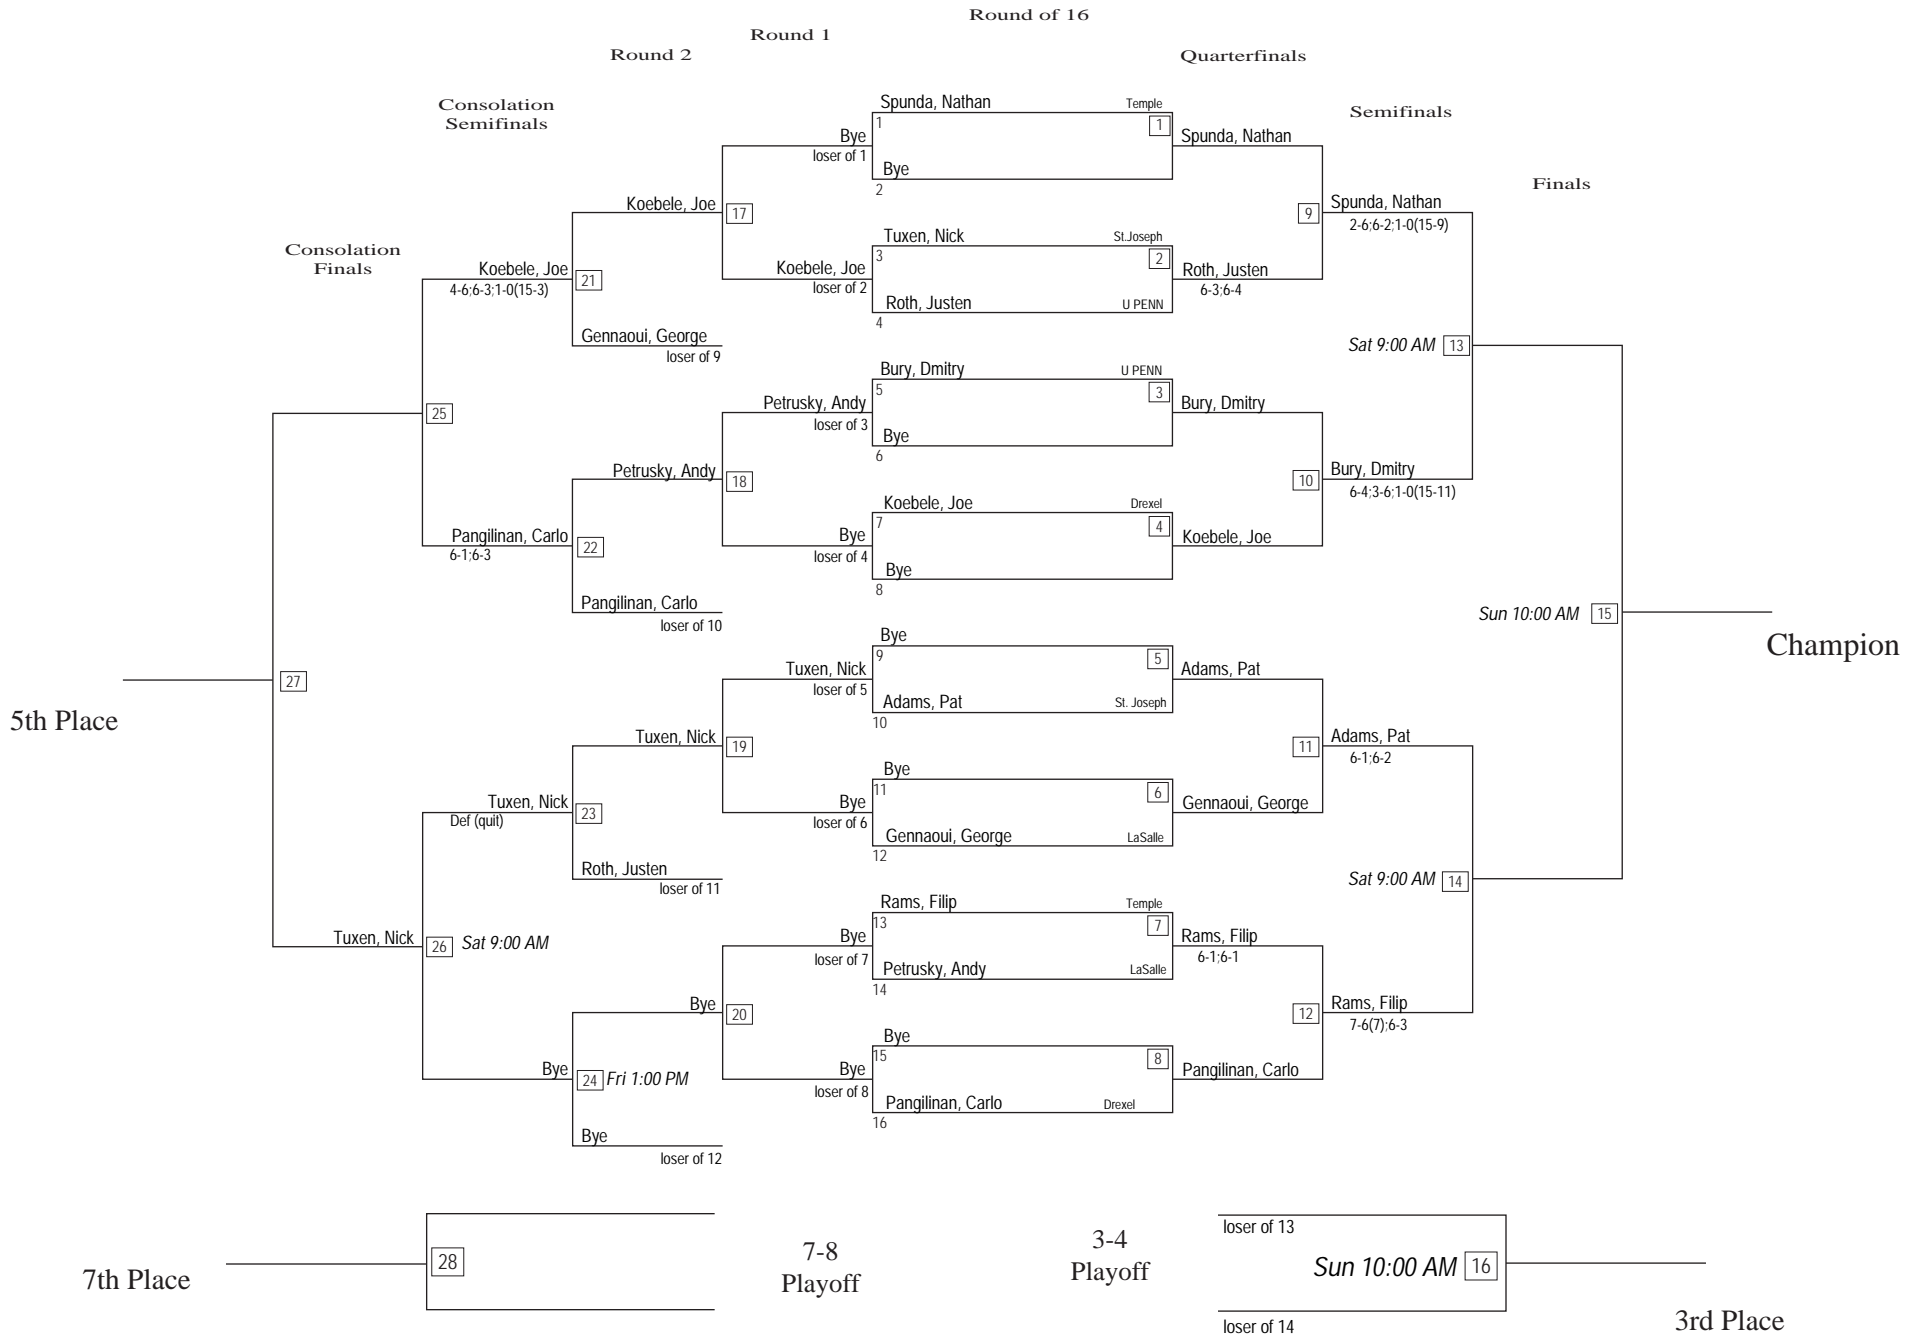 Round of 16
Round 1
Round 2
Quarterfinals
Consolation
Semifinals
Semifinals
Finals
Consolation
Finals
Spunda, Nathan Temple
1
1
Bye
loser of 1
Spunda, Nathan
Bye
2
Koebele, Joe
17
9
Spunda, Nathan
2-6;6-2;1-0(15-9)
Tuxen, Nick St.Joseph
3
2
Koebele, Joe
loser of 2
Roth, Justen
6-3;6-4
Roth, Justen U PENN
4
Koebele, Joe
4-6;6-3;1-0(15-3)
21
Gennaoui, George
loser of 9
Sat 9:00 AM 13
Bury, Dmitry U PENN
5
3
Petrusky, Andy
loser of 3
Bury, Dmitry
Bye
6
25
Petrusky, Andy
18
10
Bury, Dmitry
6-4;3-6;1-0(15-11)
Koebele, Joe Drexel
7
4
Bye
loser of 4
Koebele, Joe
Bye
8
Pangilinan, Carlo
6-1;6-3
22
Pangilinan, Carlo
loser of 10
Sun 10:00 AM 15
Champion
Bye
9
5
Tuxen, Nick
loser of 5
Adams, Pat
Adams, Pat St. Joseph
10
27
5th Place
Tuxen, Nick
19
11
Adams, Pat
6-1;6-2
Bye
11
6
Bye
loser of 6
Gennaoui, George
Gennaoui, George LaSalle
12
Tuxen, Nick
Def (quit)
23
Roth, Justen
loser of 11
Sat 9:00 AM 14
Rams, Filip Temple
13
7
Bye
loser of 7
Rams, Filip
6-1;6-1
Petrusky, Andy LaSalle
14
Tuxen, Nick
26 Sat 9:00 AM
Bye
20
12
Rams, Filip
7-6(7);6-3
Bye
15
8
Bye
loser of 8
Pangilinan, Carlo
Pangilinan, Carlo Drexel
16
Bye
24 Fri 1:00 PM
Bye
loser of 12
28
7th Place
7-8
Playoff
3-4
Playoff
loser of 13
Sun 10:00 AM 16
loser of 14
3rd Place